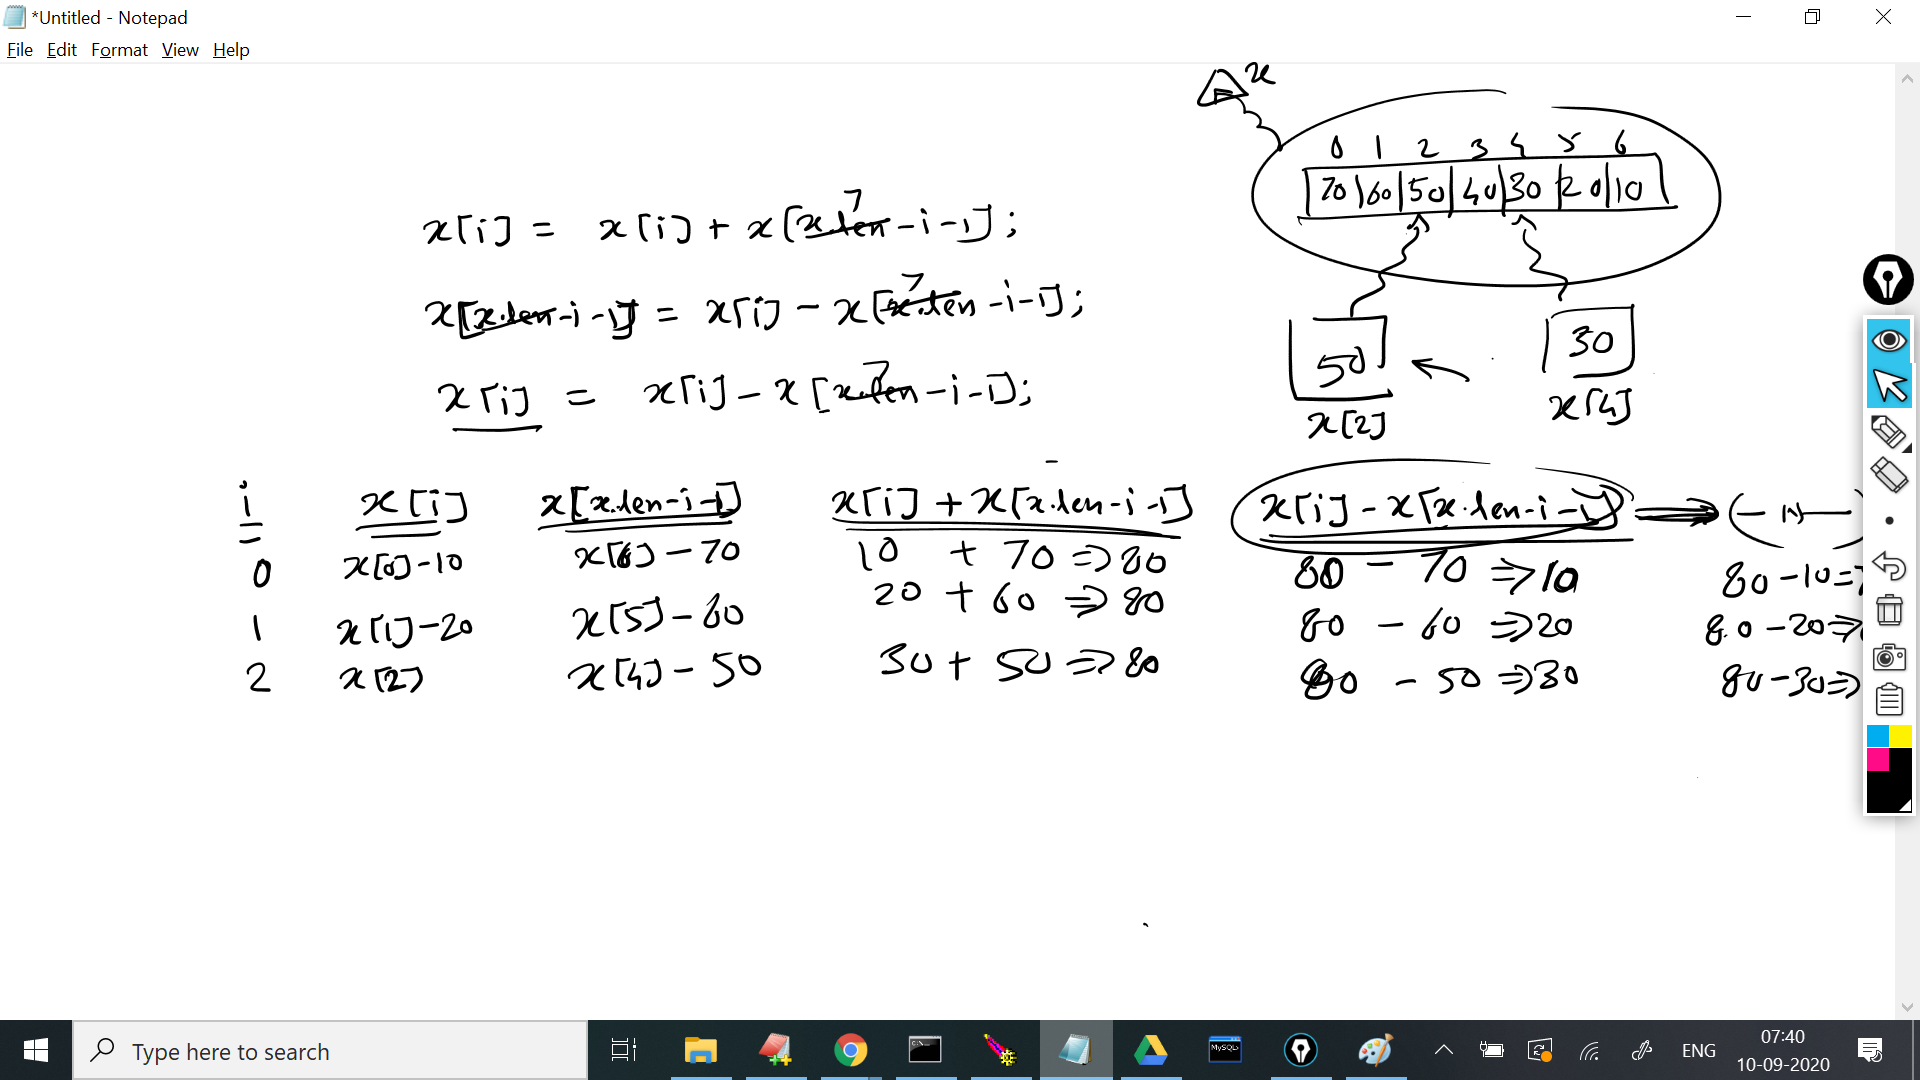 *Untitled - Notepad
File Edit Format View Help
x
0 1 2 3 4 5 6
70 60 50 40 30 20 10
x[i] = x[i] + x[x.len-i-1];
7
x[x.len-i-1] = x[i] - x[x.len-i-1];
7
x[i] = x[i] - x[x.len-i-1];
7
50 30
x[2] x[4]
i x[i] x[x.len-i-1] x[i] + x[x.len-i-1] x[i] - x[x.len-i-1]
0 x[0]-10 x[6]-70 10 + 70 => 80 80 - 70 => 10 80 -10=
1 x[1]-20 x[5]-60 20 + 60 => 80 80 - 60 => 20 80 -20=>
2 x[2] x[4]-50 30 + 50 => 80 80 - 50 => 30 80 -30=>
Type here to search
MySQL
ENG
07:40
10-09-2020